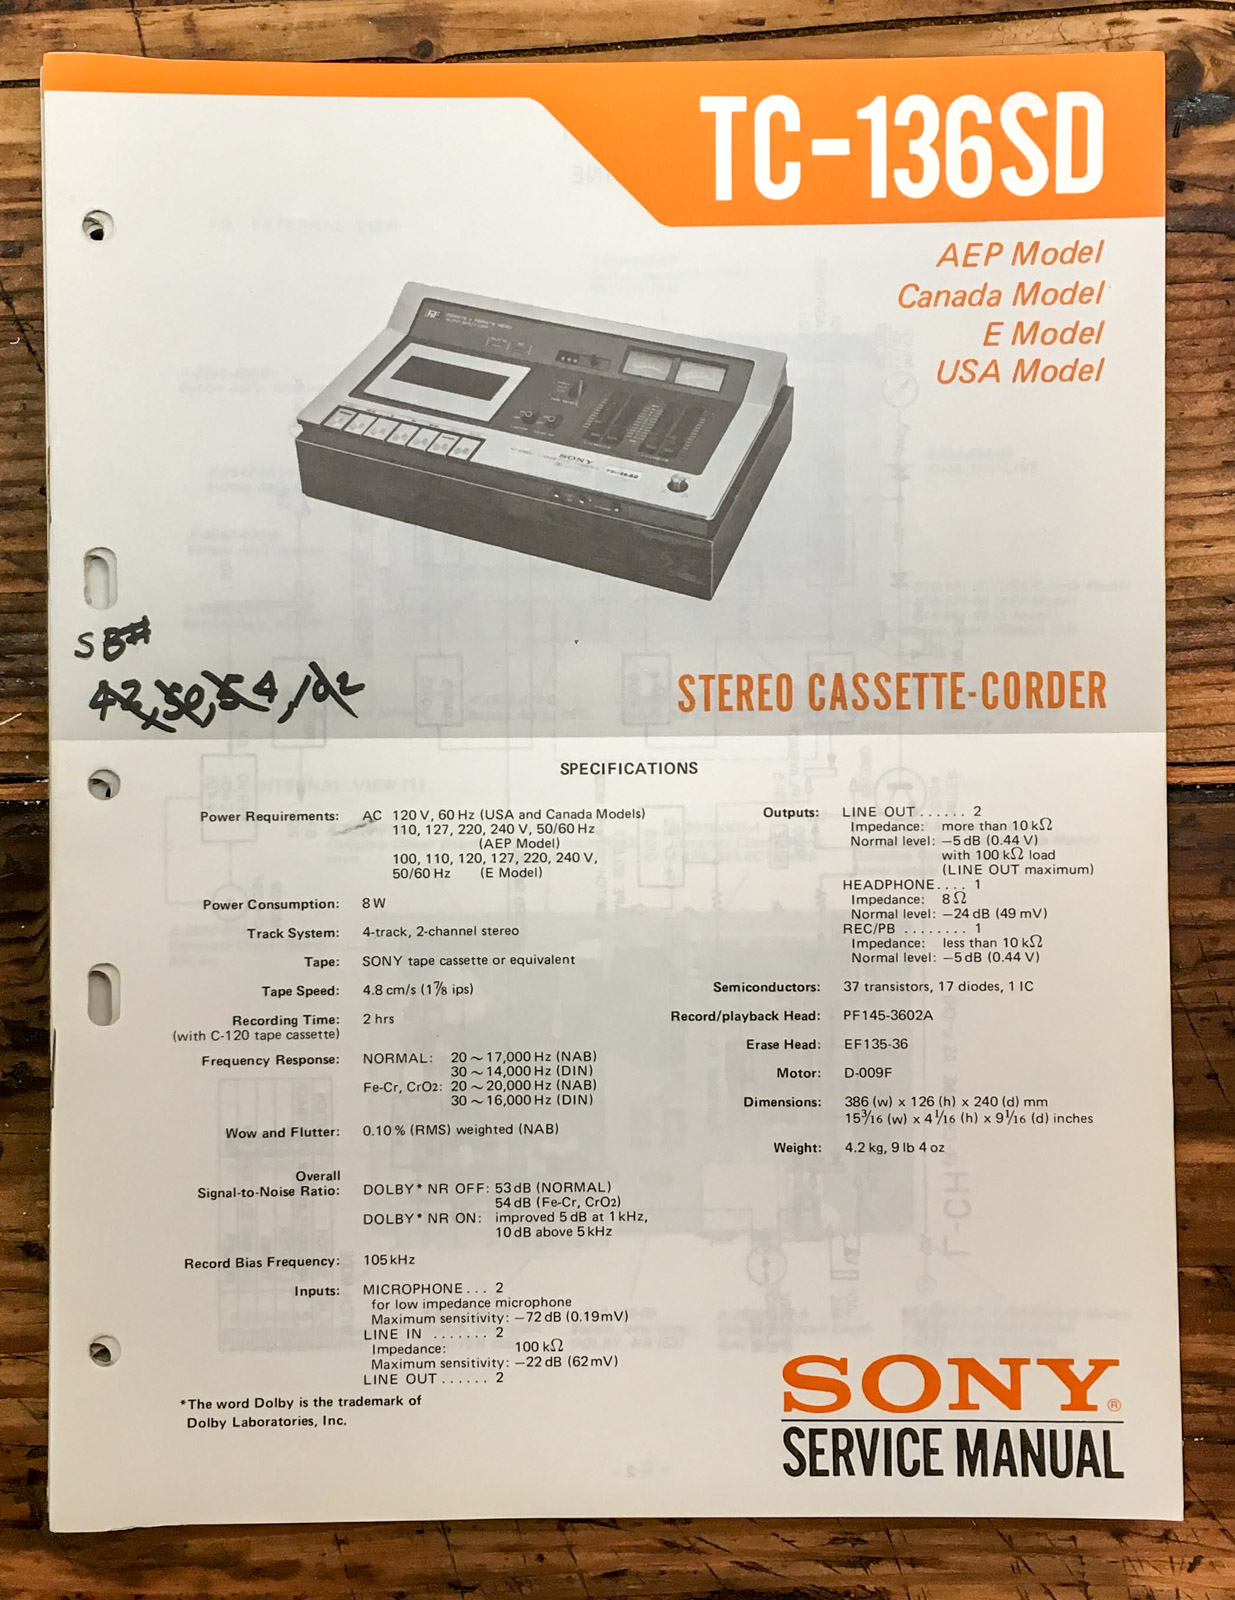 TC-136SD
AEP Model
Canada Model
E Model
USA Model
SONY
SB#
STEREO CASSETTE-CORDER
SPECIFICATIONS
Power Requirements: AC 120 V, 60 Hz (USA and Canada Models)
110, 127, 220, 240 V, 50/60 Hz
(AEP Model)
100, 110, 120, 127, 220, 240 V,
50/60 Hz (E Model)
Power Consumption: 8 W
Track System: 4-track, 2-channel stereo
Tape: SONY tape cassette or equivalent
Tape Speed: 4.8 cm/s (1⅞ ips)
Recording Time: 2 hrs
(with C-120 tape cassette)
Frequency Response: NORMAL: 20 ~ 17,000 Hz (NAB)
30 ~ 14,000 Hz (DIN)
Fe-Cr, CrO2: 20 ~ 20,000 Hz (NAB)
30 ~ 16,000 Hz (DIN)
Wow and Flutter: 0.10 % (RMS) weighted (NAB)
Overall
Signal-to-Noise Ratio: DOLBY* NR OFF: 53 dB (NORMAL)
54 dB (Fe-Cr, CrO2)
DOLBY* NR ON: improved 5 dB at 1 kHz,
10 dB above 5 kHz
Record Bias Frequency: 105 kHz
Inputs: MICROPHONE... 2
for low impedance microphone
Maximum sensitivity: −72 dB (0.19 mV)
LINE IN ....... 2
Impedance: 100 kΩ
Maximum sensitivity: −22 dB (62 mV)
LINE OUT ...... 2
*The word Dolby is the trademark of
Dolby Laboratories, Inc.
Outputs: LINE OUT ...... 2
Impedance: more than 10 kΩ
Normal level: −5 dB (0.44 V)
with 100 kΩ load
(LINE OUT maximum)
HEADPHONE.... 1
Impedance: 8 Ω
Normal level: −24 dB (49 mV)
REC/PB ........ 1
Impedance: less than 10 kΩ
Normal level: −5 dB (0.44 V)
Semiconductors: 37 transistors, 17 diodes, 1 IC
Record/playback Head: PF145-3602A
Erase Head: EF135-36
Motor: D-009F
Dimensions: 386 (w) x 126 (h) x 240 (d) mm
15 3/16 (w) x 4 1/16 (h) x 9 1/16 (d) inches
Weight: 4.2 kg, 9 lb 4 oz
SONY®
SERVICE MANUAL